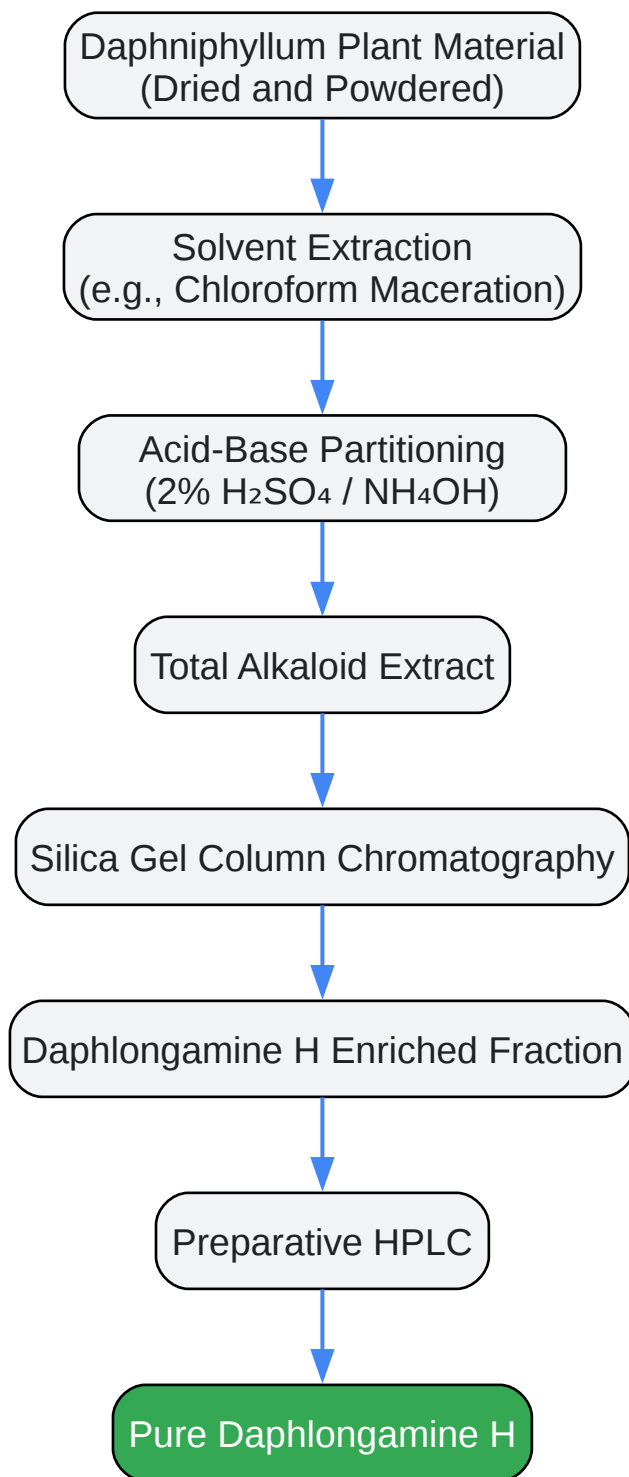 Daphniphyllum Plant Material
(Dried and Powdered)
Solvent Extraction
(e.g., Chloroform Maceration)
Acid-Base Partitioning
(2% H₂SO₄ / NH₄OH)
Total Alkaloid Extract
Silica Gel Column Chromatography
Daphlongamine H Enriched Fraction
Preparative HPLC
Pure Daphlongamine H